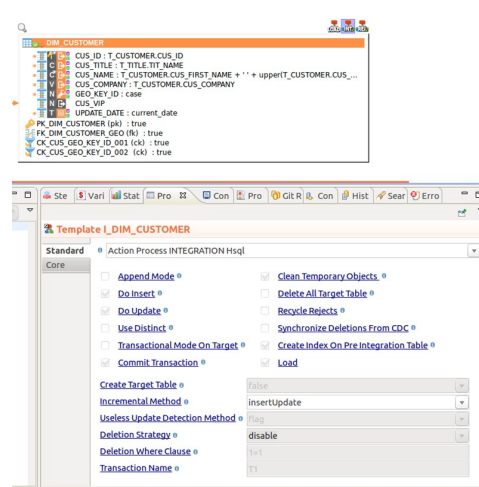 DIM_CUSTOMER
CUS_ID : T_CUSTOMER.CUS_ID
CUS_TITLE : T_TITLE.TIT_NAME
CUS_NAME : T_CUSTOMER.CUS_FIRST_NAME + ' ' + upper(T_CUSTOMER.CUS_...
CUS_COMPANY : T_CUSTOMER.CUS_COMPANY
GEO_KEY_ID : case
CUS_VIP
UPDATE_DATE : current_date
PK_DIM_CUSTOMER (pk) : true
FK_DIM_CUSTOMER_GEO (fk) : true
CK_CUS_GEO_KEY_ID_001 (ck) : true
CK_CUS_GEO_KEY_ID_002 (ck) : true
Ste Vari Stat Pro Con Pro Git R Con Hist Sear Erro
Template I_DIM_CUSTOMER
Standard Action Process INTEGRATION Hsql
Core
Append Mode Clean Temporary Objects
Do Insert Delete All Target Table
Do Update Recycle Rejects
Use Distinct Synchronize Deletions From CDC
Transactional Mode On Target Create Index On Pre Integration Table
Commit Transaction Load
Create Target Table false
Incremental Method insertUpdate
Useless Update Detection Method flag
Deletion Strategy disable
Deletion Where Clause 1=1
Transaction Name T1